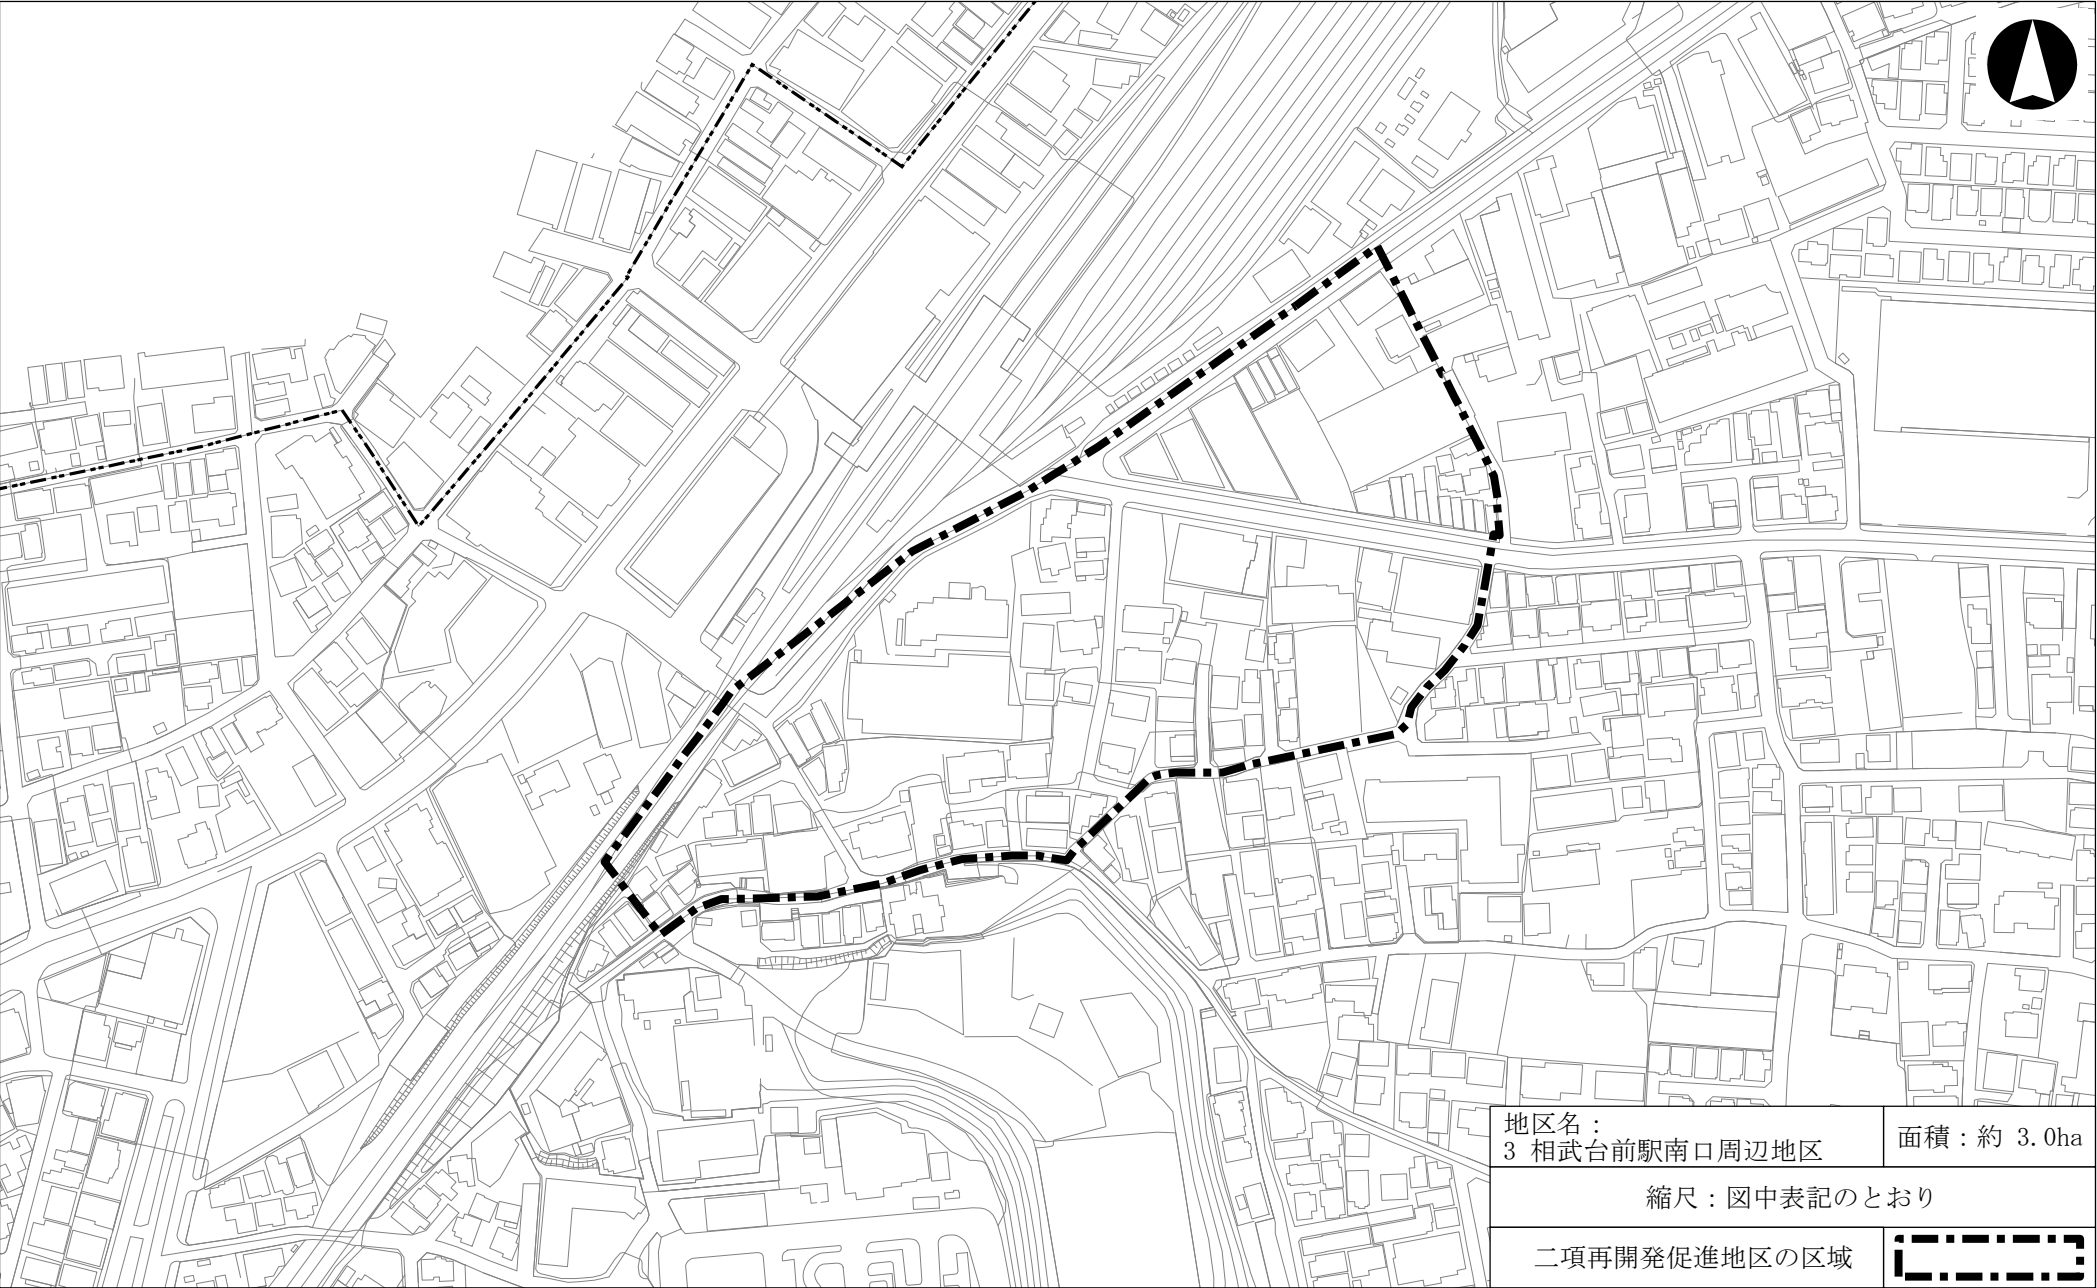 地区名：
3 相武台前駅南口周辺地区
面積：約 3.0ha
縮尺：図中表記のとおり
二項再開発促進地区の区域